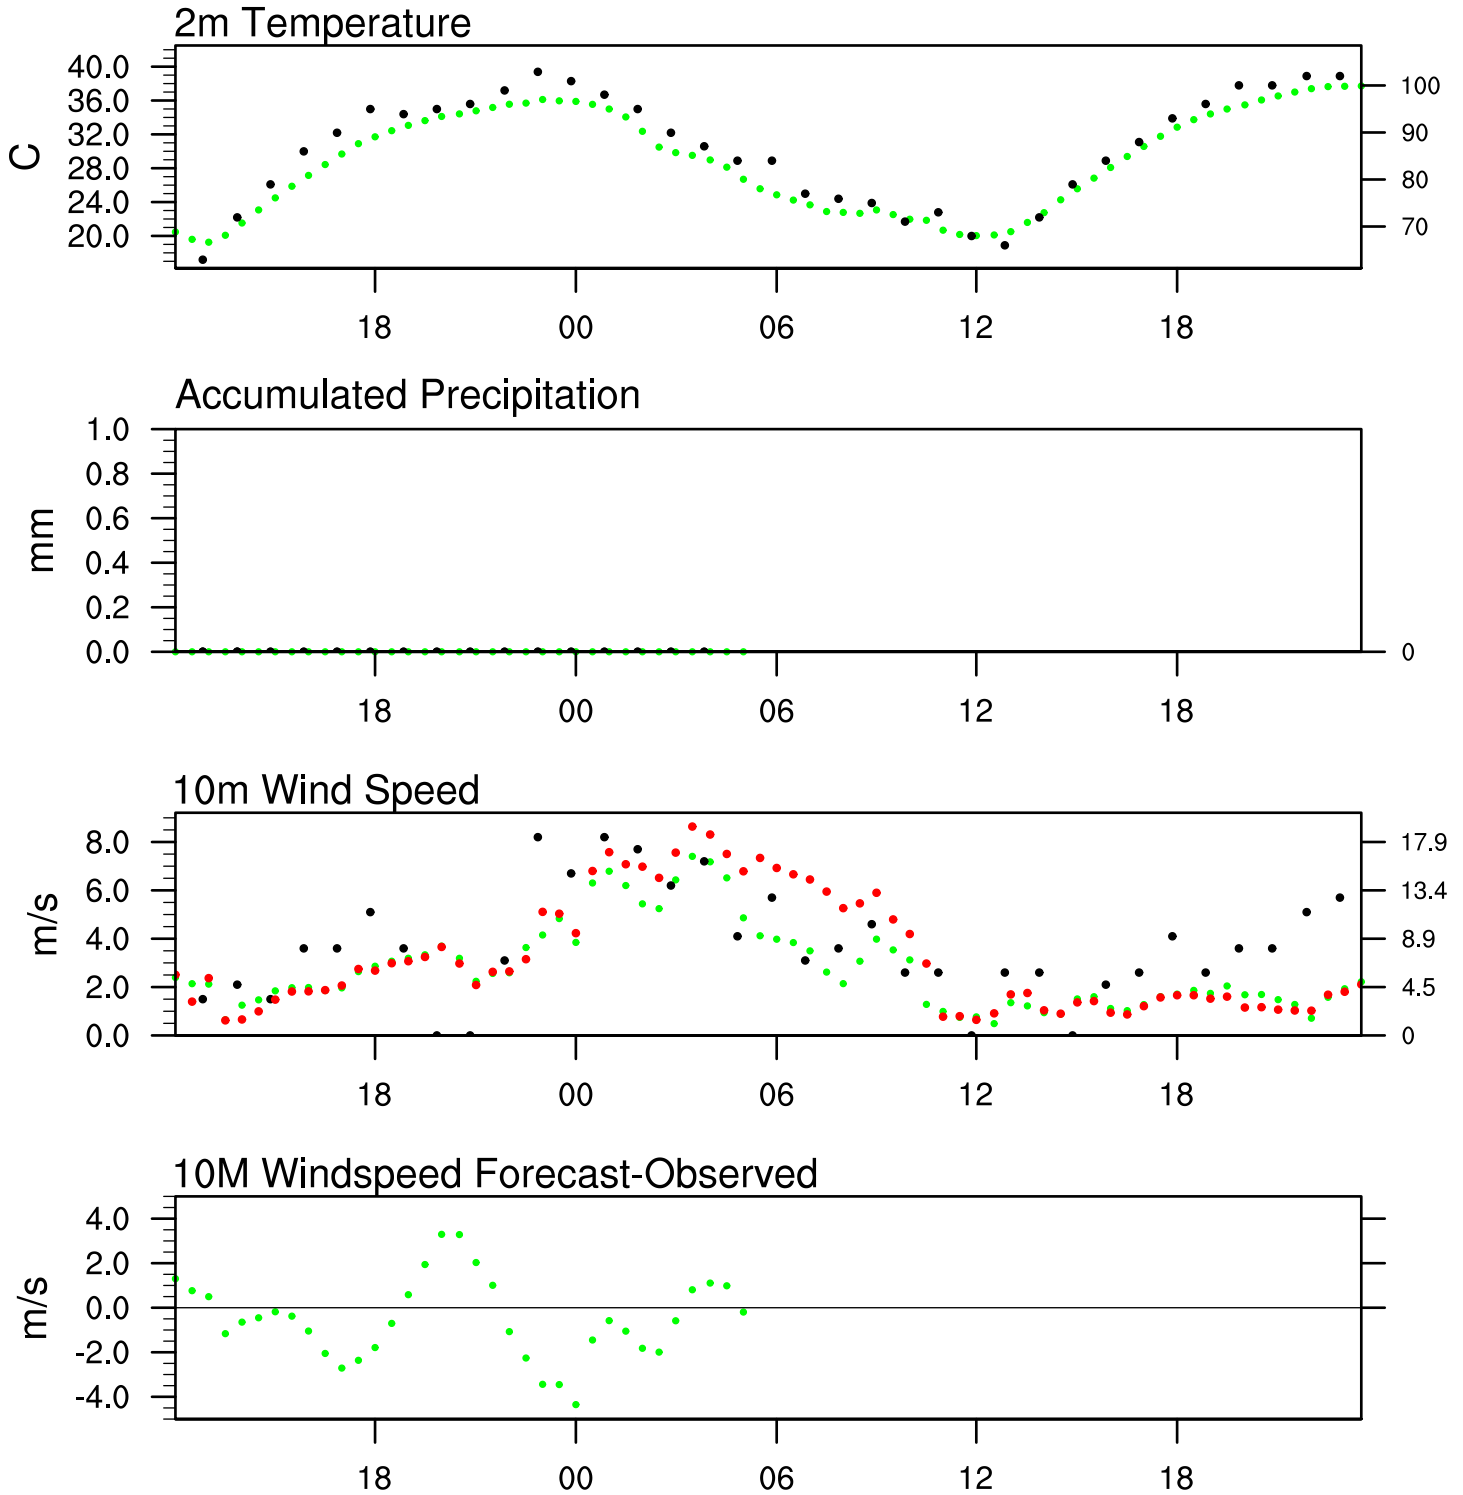 2m Temperature
40.0
36.0
32.0
28.0
24.0
20.0
C
100
90
80
70
18 00 06 12 18
Accumulated Precipitation
1.0
0.8
0.6
0.4
0.2
0.0
mm
0
18 00 06 12 18
10m Wind Speed
8.0
6.0
4.0
2.0
0.0
m/s
17.9
13.4
8.9
4.5
0
18 00 06 12 18
10M Windspeed Forecast-Observed
4.0
2.0
0.0
-2.0
-4.0
m/s
18 00 06 12 18